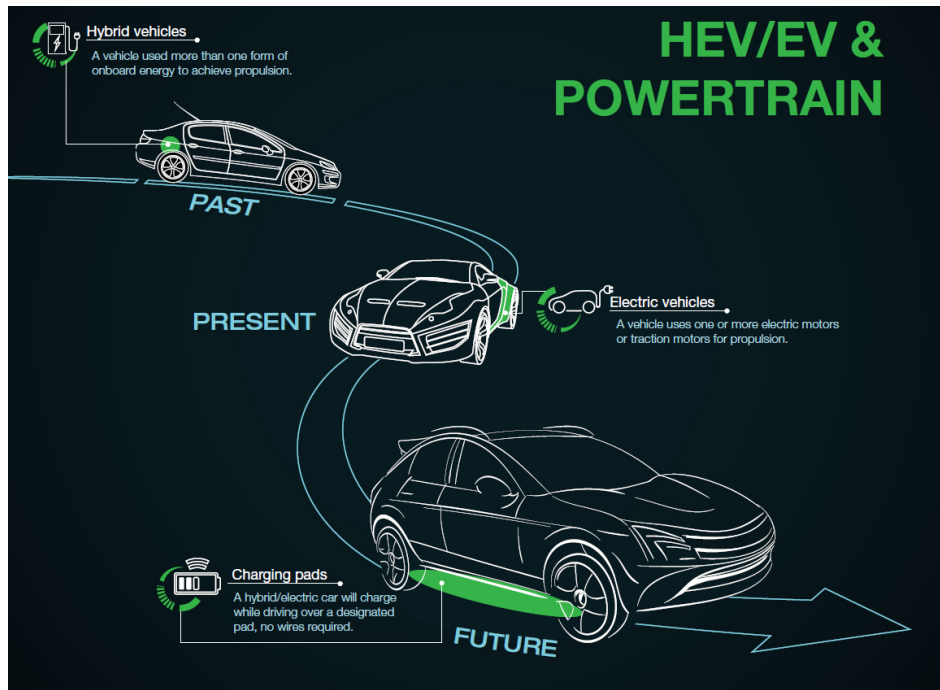 HEV/EV &
POWERTRAIN
Hybrid vehicles
A vehicle used more than one form of
onboard energy to achieve propulsion.
PAST
PRESENT
Electric vehicles
A vehicle uses one or more electric motors
or traction motors for propulsion.
Charging pads
A hybrid/electric car will charge
while driving over a designated
pad, no wires required.
FUTURE